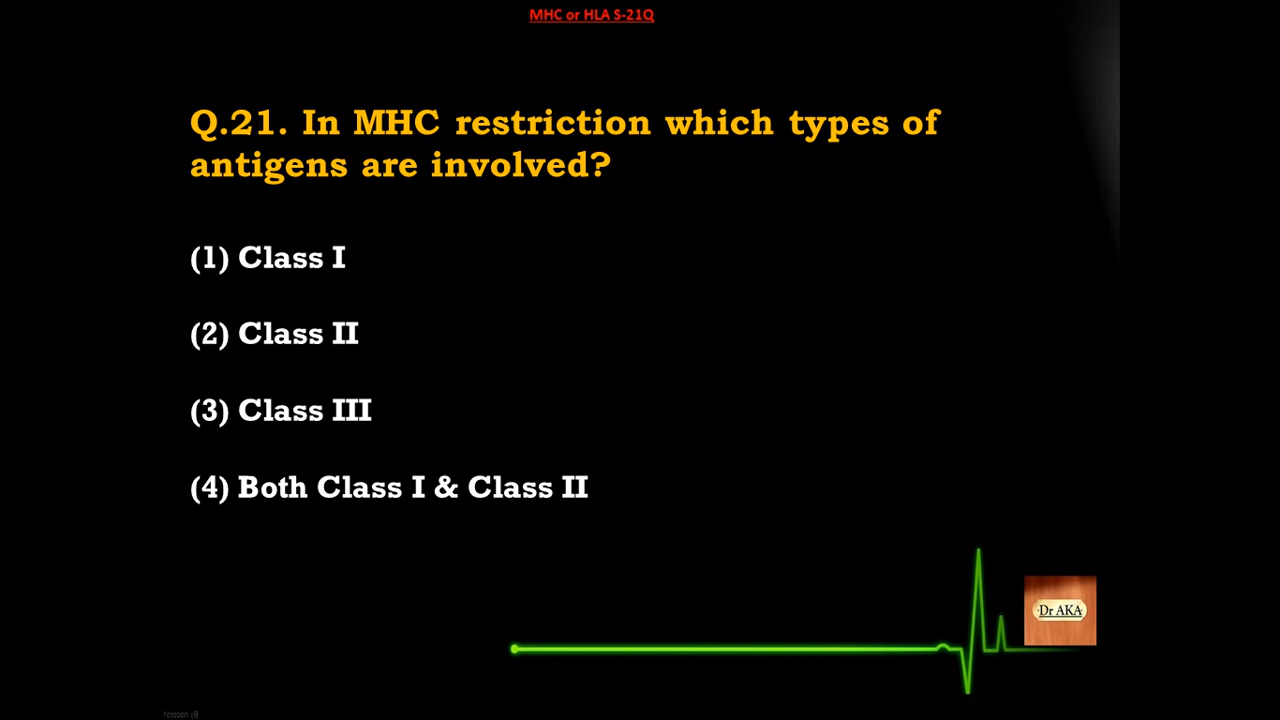 MHC or HLA S-21Q
Q.21. In MHC restriction which types of
antigens are involved?
(1) Class I
(2) Class II
(3) Class III
(4) Both Class I & Class II
Dr AKA